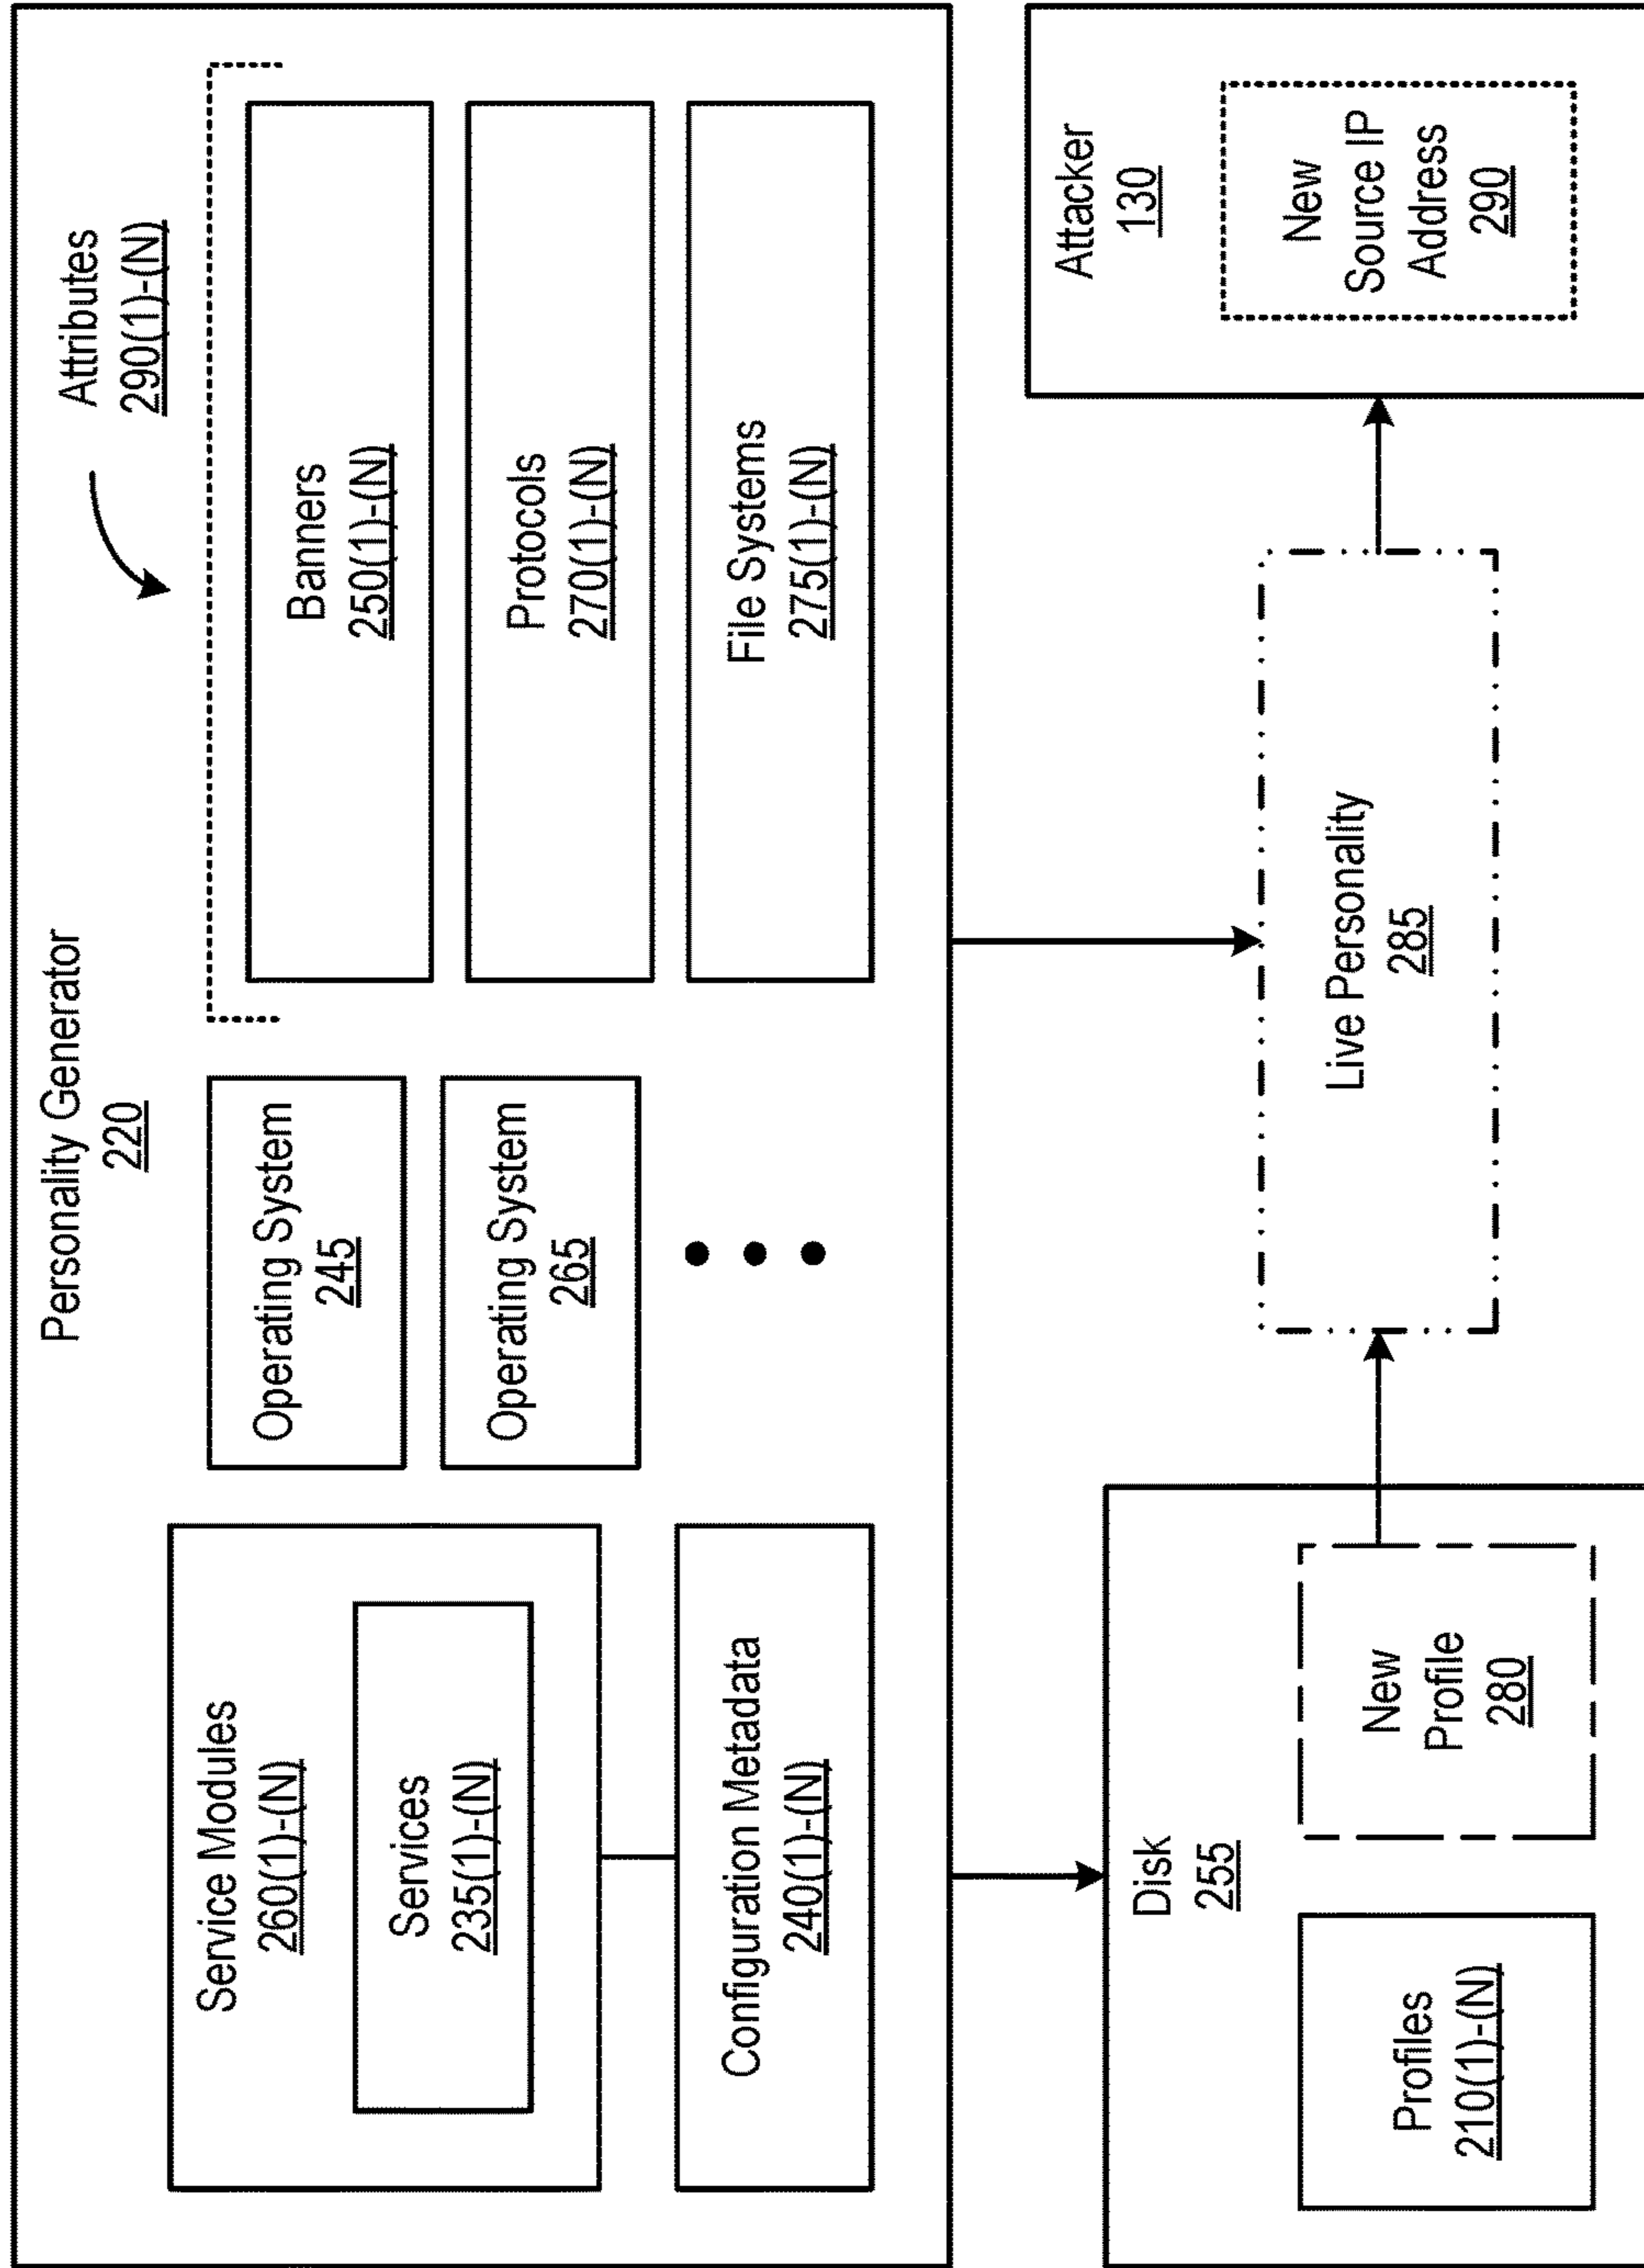 Personality Generator
220
Service Modules
260(1)-(N)
Services
235(1)-(N)
Configuration Metadata
240(1)-(N)
Operating System
245
Operating System
265
Attributes
290(1)-(N)
Banners
250(1)-(N)
Protocols
270(1)-(N)
File Systems
275(1)-(N)
Disk
255
Profiles
210(1)-(N)
New
Profile
280
Live Personality
285
Attacker
130
New
Source IP
Address
290